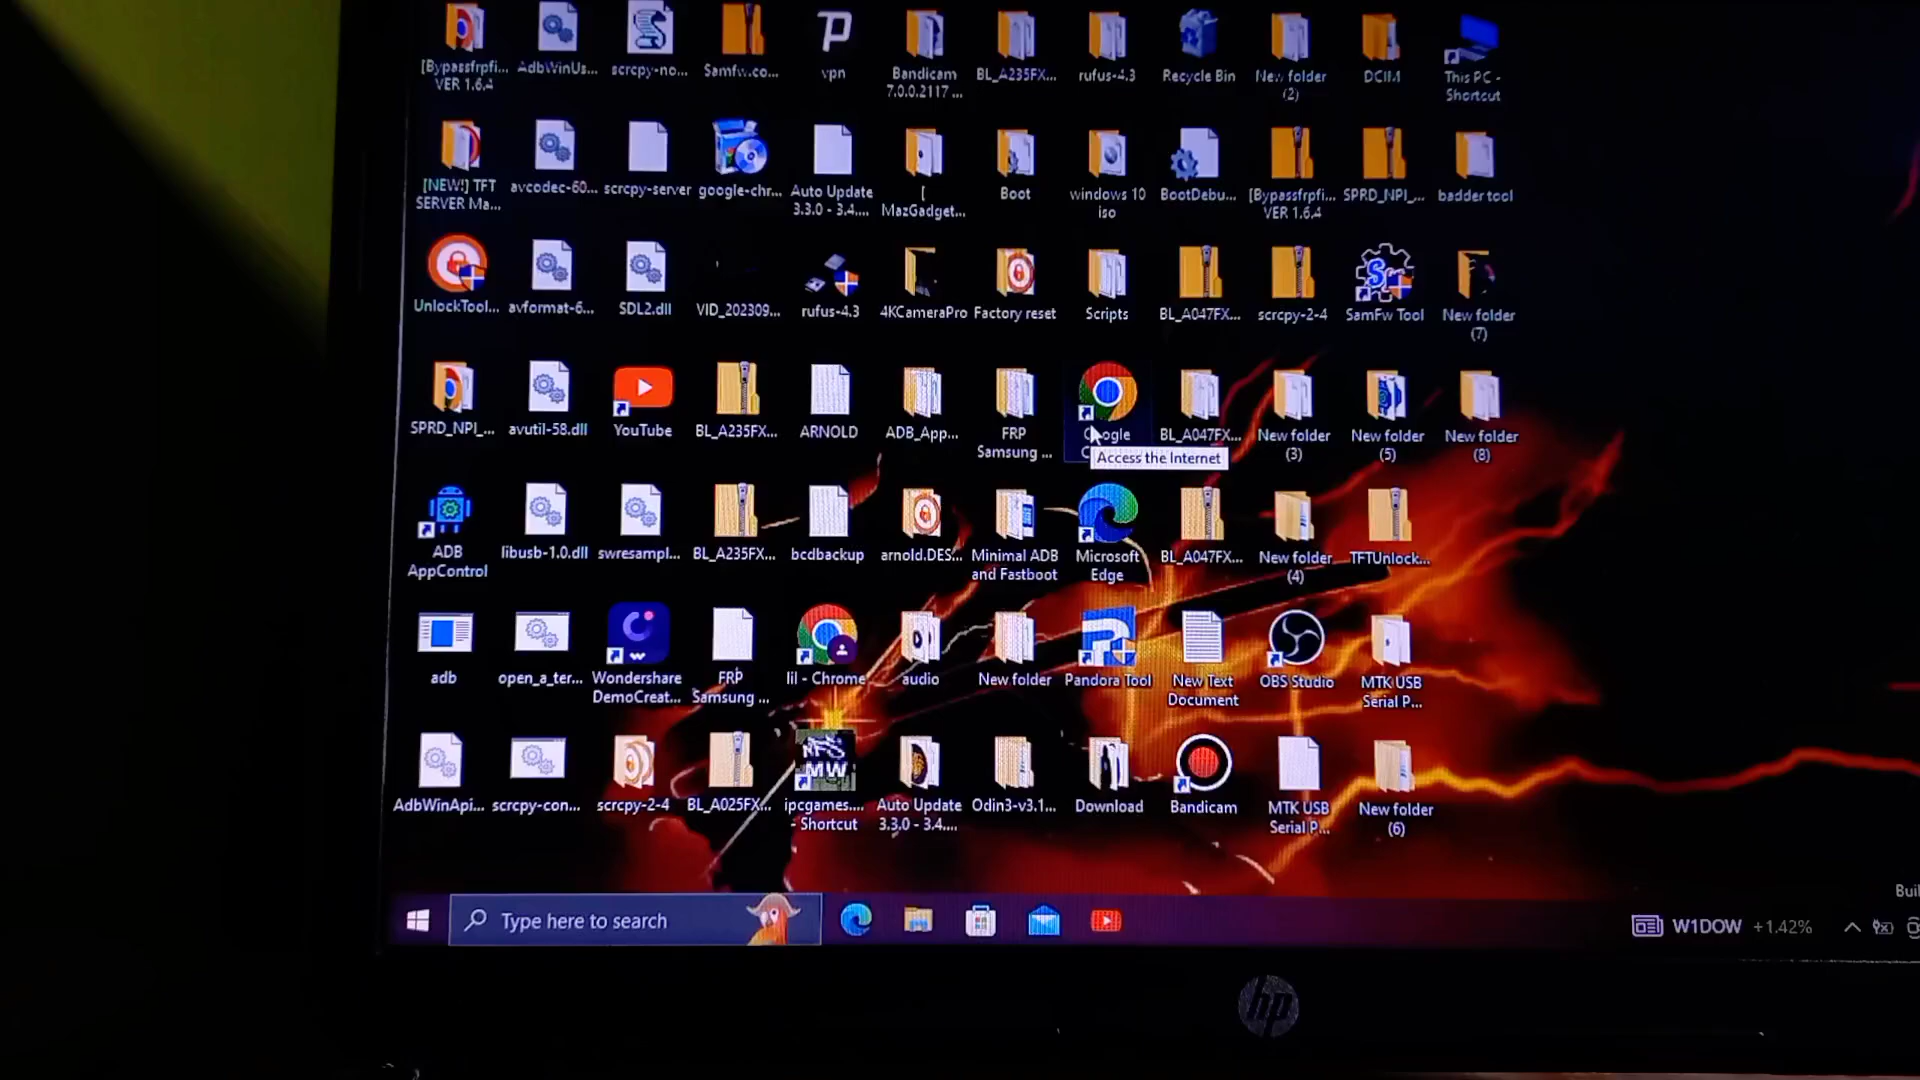 [Bypassfrpfi...
VER 1.6.4
AdbWinUs...
scrcpy-no...
Samfw.co...
vpn
Bandicam
7.0.0.2117 ...
BL_A235FX...
rufus-4.3
Recycle Bin
New folder
(2)
DCIM
This PC -
Shortcut
[NEW!] TFT
SERVER Ma...
avcodec-60...
scrcpy-server
google-chr...
Auto Update
3.3.0 - 3.4....
[
MazGadget...
Boot
windows 10
iso
BootDebu...
[Bypassfrpfi...
VER 1.6.4
SPRD_NPI_...
badder tool
UnlockTool...
avformat-6...
SDL2.dll
VID_202309...
rufus-4.3
4KCameraPro
Factory reset
Scripts
BL_A047FX...
scrcpy-2-4
SamFw Tool
New folder
(7)
SPRD_NPI_...
avutil-58.dll
YouTube
BL_A235FX...
ARNOLD
ADB_App...
FRP
Samsung ...
Google
Access the Internet
BL_A047FX...
New folder
(3)
New folder
(5)
New folder
(8)
ADB
AppControl
libusb-1.0.dll
swresampl...
BL_A235FX...
bcdbackup
arnold.DES...
Minimal ADB
and Fastboot
Microsoft
Edge
BL_A047FX...
New folder
(4)
TFTUnlock...
adb
open_a_ter...
Wondershare
DemoCreat...
FRP
Samsung ...
lil - Chrome
audio
New folder
Pandora Tool
New Text
Document
OBS Studio
MTK USB
Serial P...
AdbWinApi...
scrcpy-con...
scrcpy-2-4
BL_A025FX...
NFS
MW
ipcgames....
- Shortcut
Auto Update
3.3.0 - 3.4....
Odin3-v3.1...
Download
Bandicam
MTK USB
Serial P...
New folder
(6)
Type here to search
W1DOW +1.42%
hp